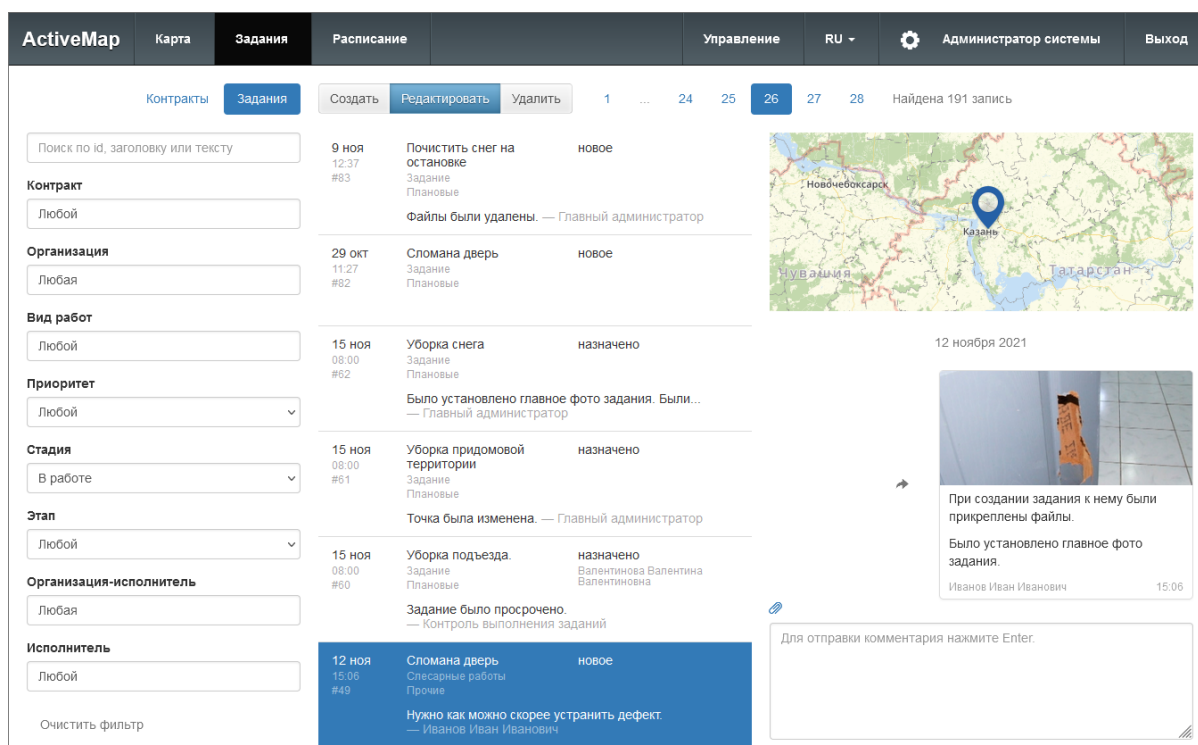 ActiveMap Карта Задания Расписание Управление RU Администратор системы Выход
Контракты Задания Создать Редактировать Удалить 1 ... 24 25 26 27 28 Найдена 191 запись
Поиск по id, заголовку или тексту
Контракт
Любой
Организация
Любая
Вид работ
Любой
Приоритет
Любой
Стадия
В работе
Этап
Любой
Организация-исполнитель
Любая
Исполнитель
Любой
Очистить фильтр
9 ноя Почистить снег на остановке новое
12:37 Задание
#83 Плановые
Файлы были удалены. — Главный администратор
29 окт Сломана дверь новое
11:27 Задание
#82 Плановые
15 ноя Уборка снега назначено
08:00 Задание
#62 Плановые
Было установлено главное фото задания. Были...
— Главный администратор
15 ноя Уборка придомовой территории назначено
08:00 Задание
#61 Плановые
Точка была изменена. — Главный администратор
15 ноя Уборка подъезда. назначено
08:00 Задание Валентинова Валентина
#60 Плановые Валентиновна
Задание было просрочено.
— Контроль выполнения заданий
12 ноя Сломана дверь новое
15:06 Слесарные работы
#49 Прочие
Нужно как можно скорее устранить дефект.
— Иванов Иван Иванович
Новочебоксарск
Казань
Чувашия
Татарстан
12 ноября 2021
При создании задания к нему были
прикреплены файлы.
Было установлено главное фото
задания.
Иванов Иван Иванович 15:06
Для отправки комментария нажмите Enter.